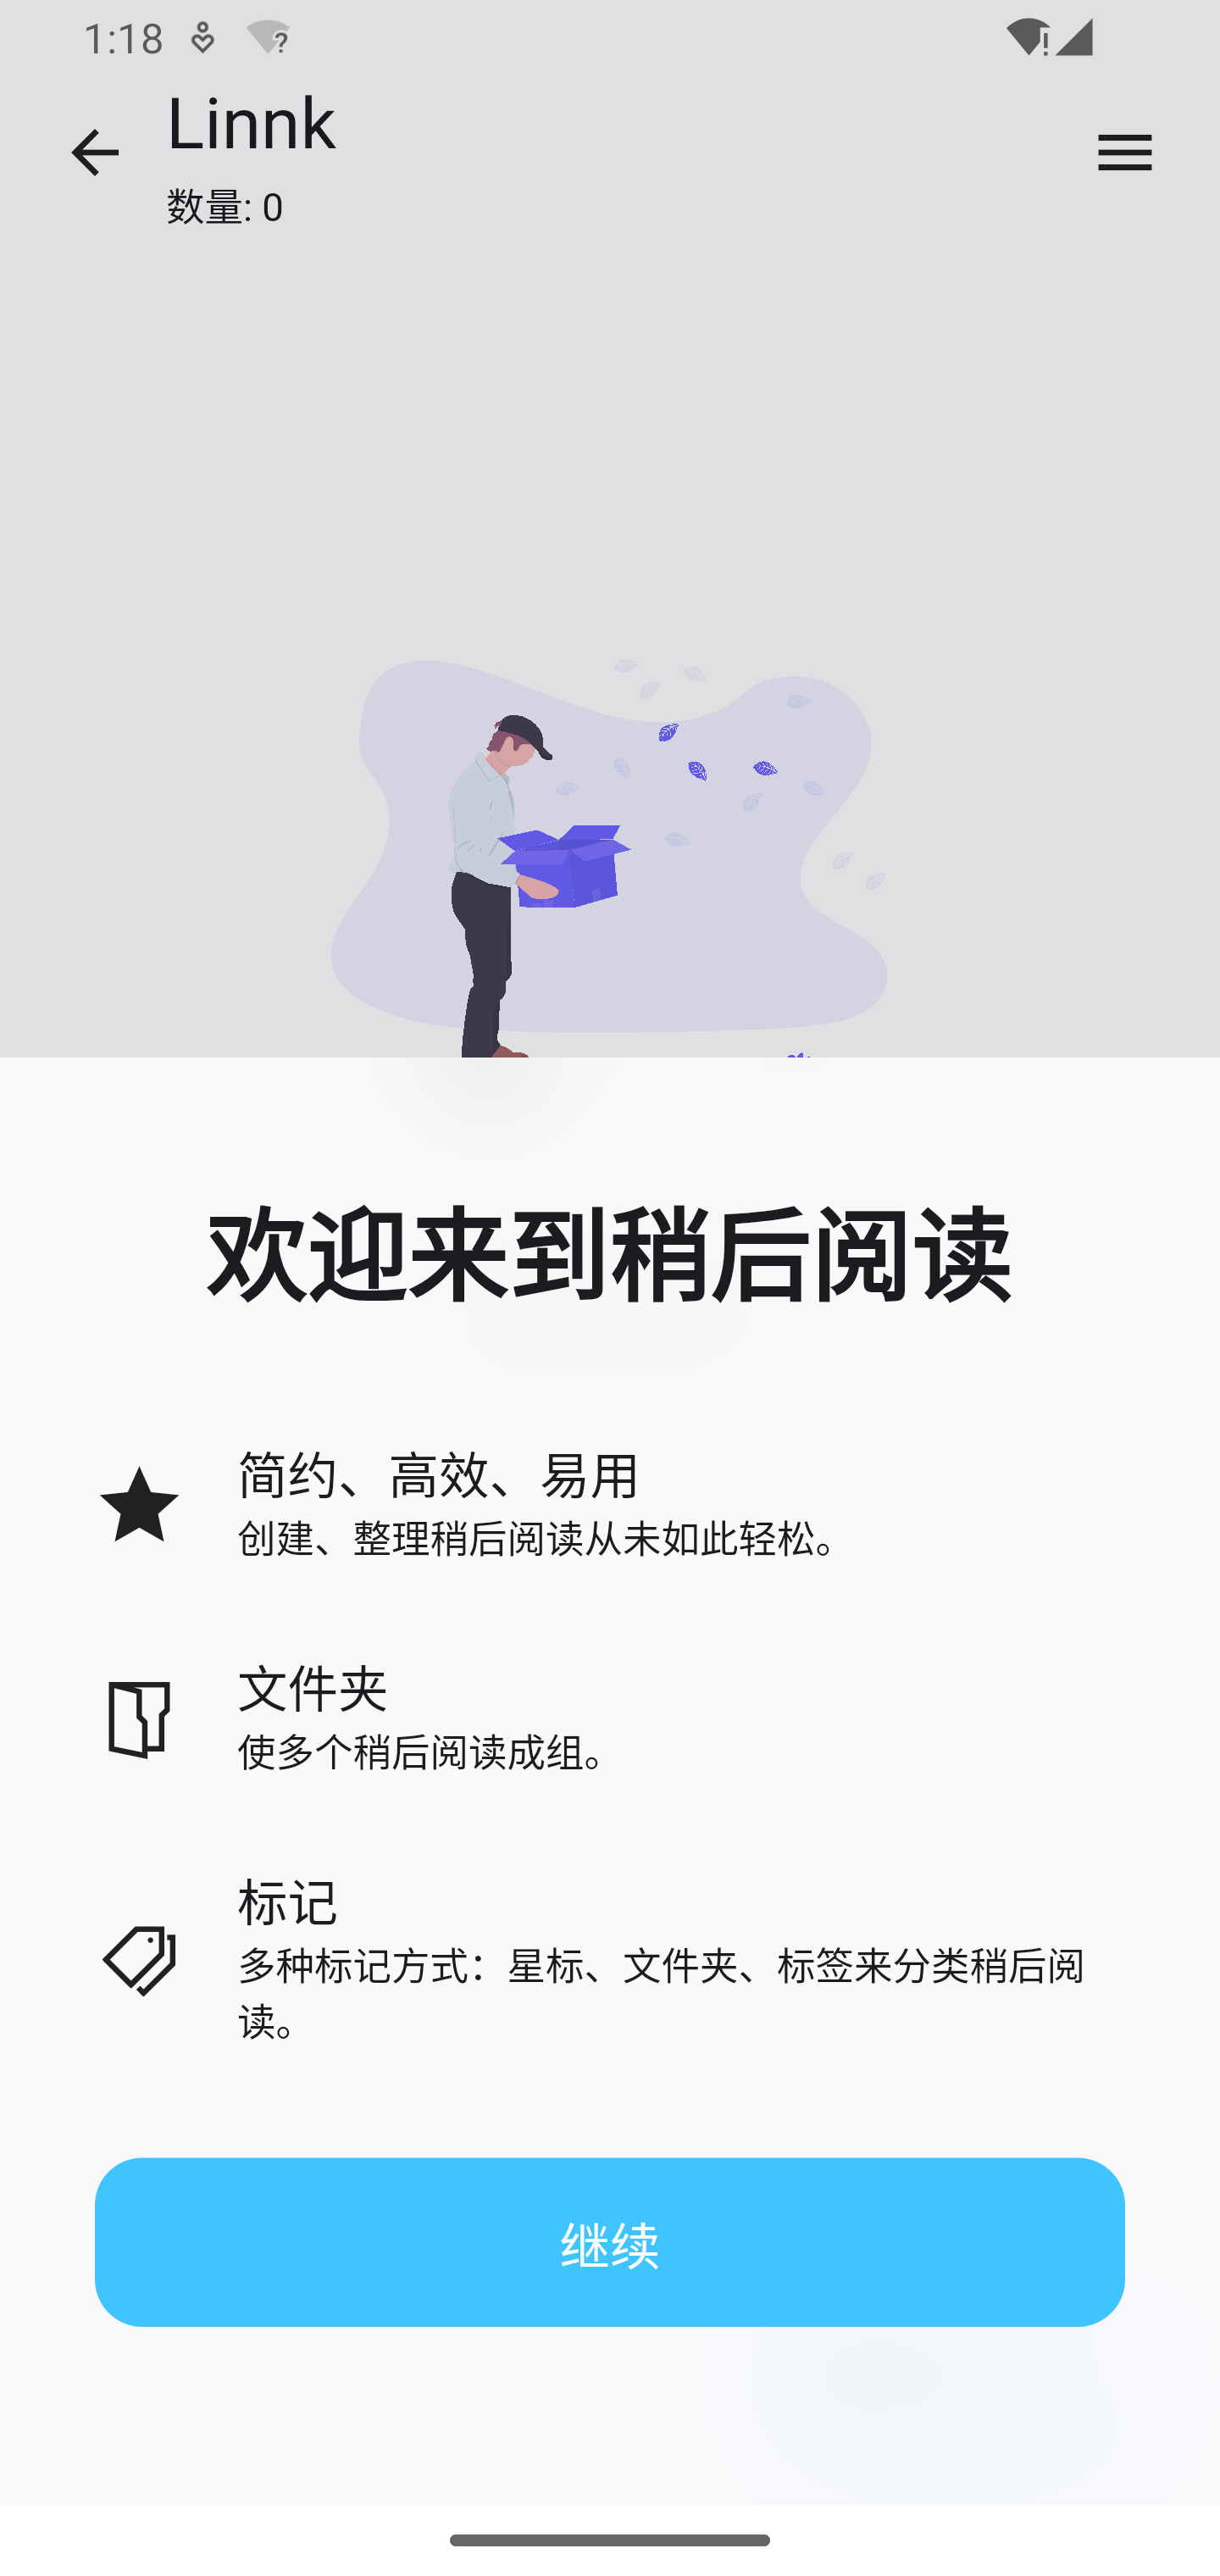 1:18
Linnk
数量: 0
欢迎来到稍后阅读
简约、高效、易用
创建、整理稍后阅读从未如此轻松。
文件夹
使多个稍后阅读成组。
标记
多种标记方式：星标、文件夹、标签来分类稍后阅
读。
继续